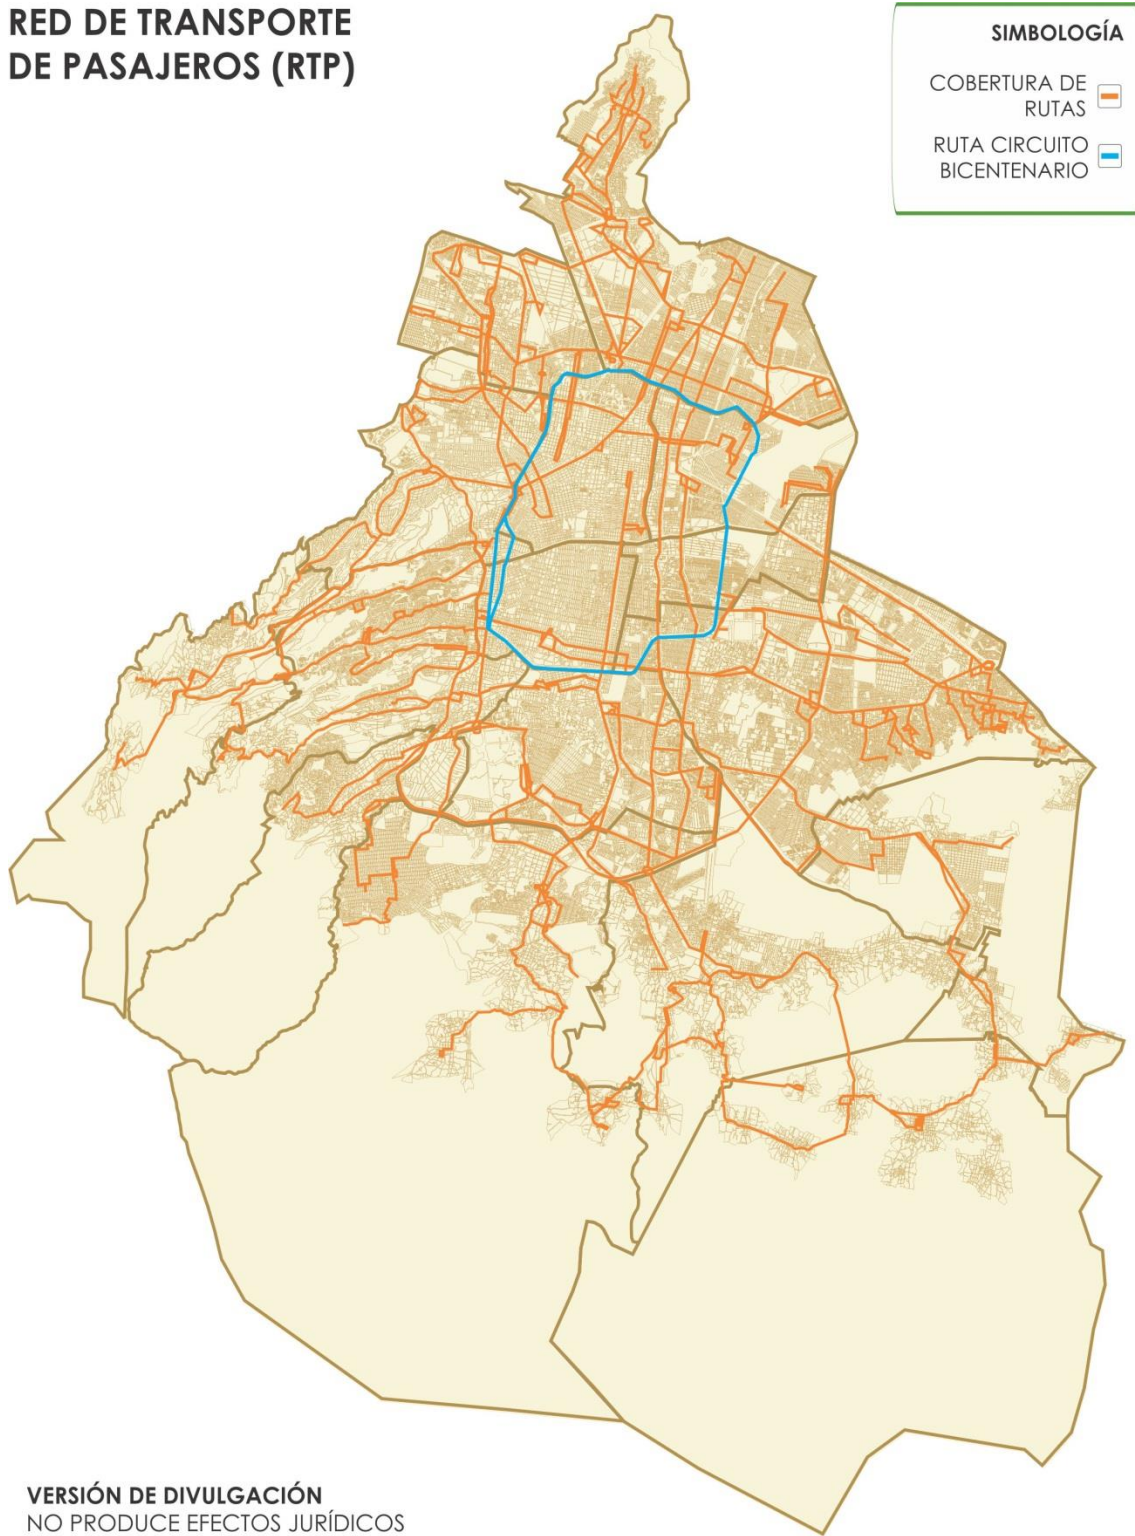 RED DE TRANSPORTE
DE PASAJEROS (RTP)
SIMBOLOGÍA
COBERTURA DE
RUTAS
RUTA CIRCUITO
BICENTENARIO
VERSIÓN DE DIVULGACIÓN
NO PRODUCE EFECTOS JURÍDICOS